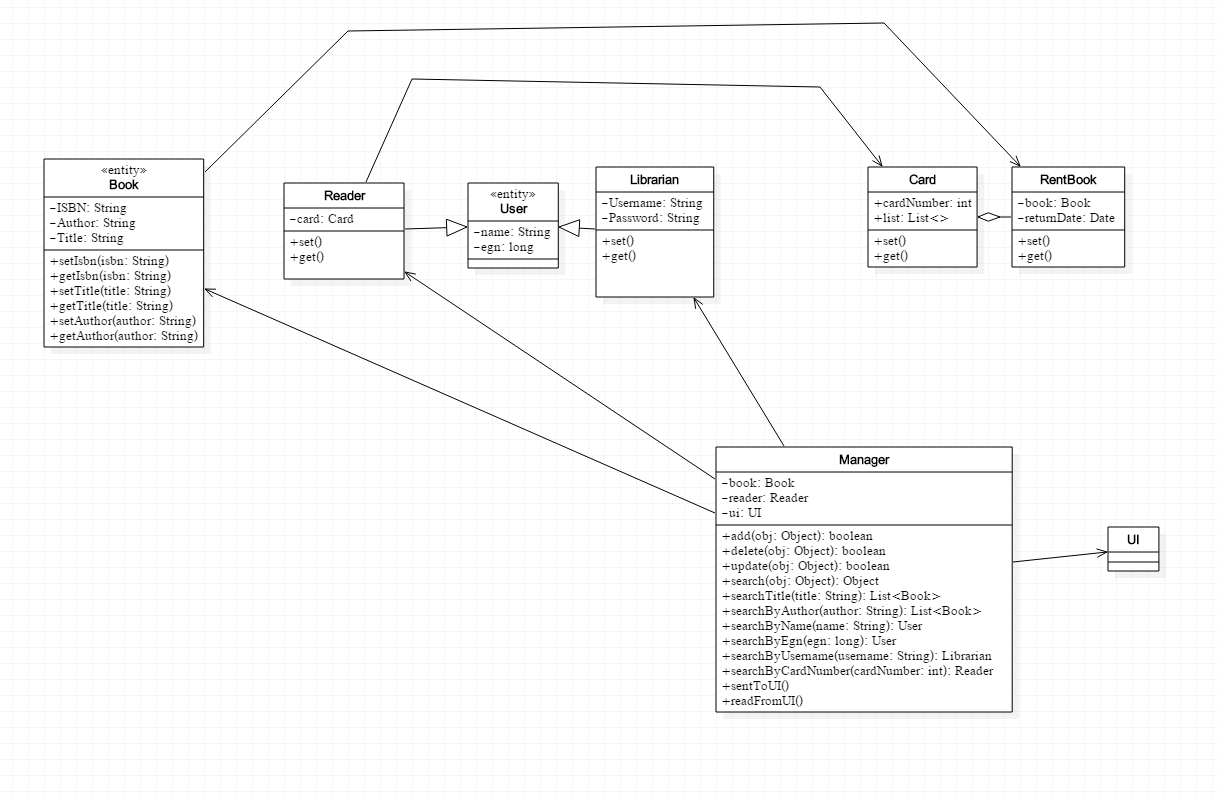 «entity»
Book
-ISBN: String
-Author: String
-Title: String
+setIsbn(isbn: String)
+getIsbn(isbn: String)
+setTitle(title: String)
+getTitle(title: String)
+setAuthor(author: String)
+getAuthor(author: String)
Reader
-card: Card
+set()
+get()
«entity»
User
-name: String
-egn: long
Librarian
-Username: String
-Password: String
+set()
+get()
Card
+cardNumber: int
+list: List<>
+set()
+get()
RentBook
-book: Book
-returnDate: Date
+set()
+get()
Manager
-book: Book
-reader: Reader
-ui: UI
+add(obj: Object): boolean
+delete(obj: Object): boolean
+update(obj: Object): boolean
+search(obj: Object): Object
+searchTitle(title: String): List<Book>
+searchByAuthor(author: String): List<Book>
+searchByName(name: String): User
+searchByEgn(egn: long): User
+searchByUsername(username: String): Librarian
+searchByCardNumber(cardNumber: int): Reader
+sentToUI()
+readFromUI()
UI